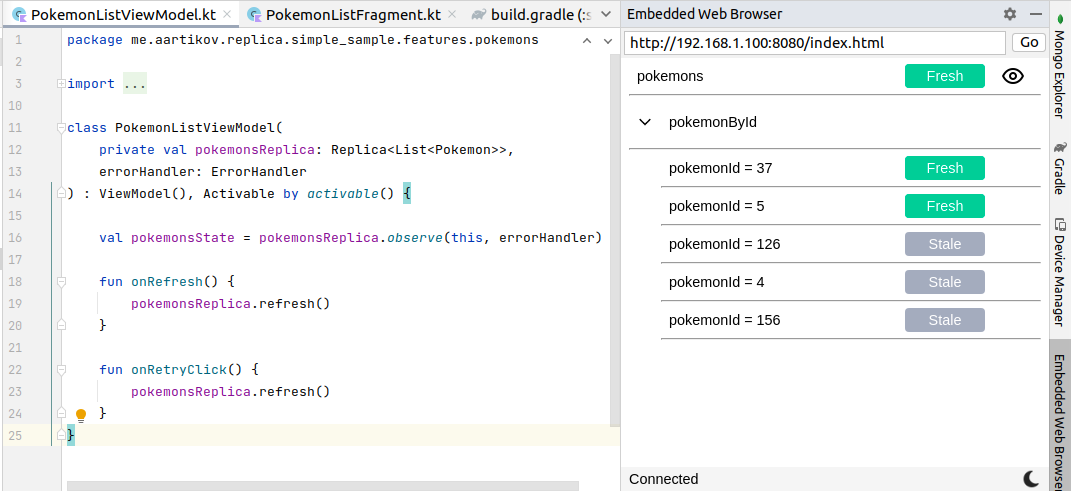 PokemonListViewModel.kt PokemonListFragment.kt build.gradle (:s
1 package me.aartikov.replica.simple_sample.features.pokemons
2
3 import ...
10
11 class PokemonListViewModel(
12 private val pokemonsReplica: Replica<List<Pokemon>>,
13 errorHandler: ErrorHandler
14 ) : ViewModel(), Activable by activable() {
15
16 val pokemonsState = pokemonsReplica.observe(this, errorHandler)
17
18 fun onRefresh() {
19 pokemonsReplica.refresh()
20 }
21
22 fun onRetryClick() {
23 pokemonsReplica.refresh()
24 }
25 }
Embedded Web Browser
http://192.168.1.100:8080/index.html Go
pokemons Fresh
pokemonById
pokemonId = 37 Fresh
pokemonId = 5 Fresh
pokemonId = 126 Stale
pokemonId = 4 Stale
pokemonId = 156 Stale
Connected
Mongo Explorer
Gradle
Device Manager
Embedded Web Browser